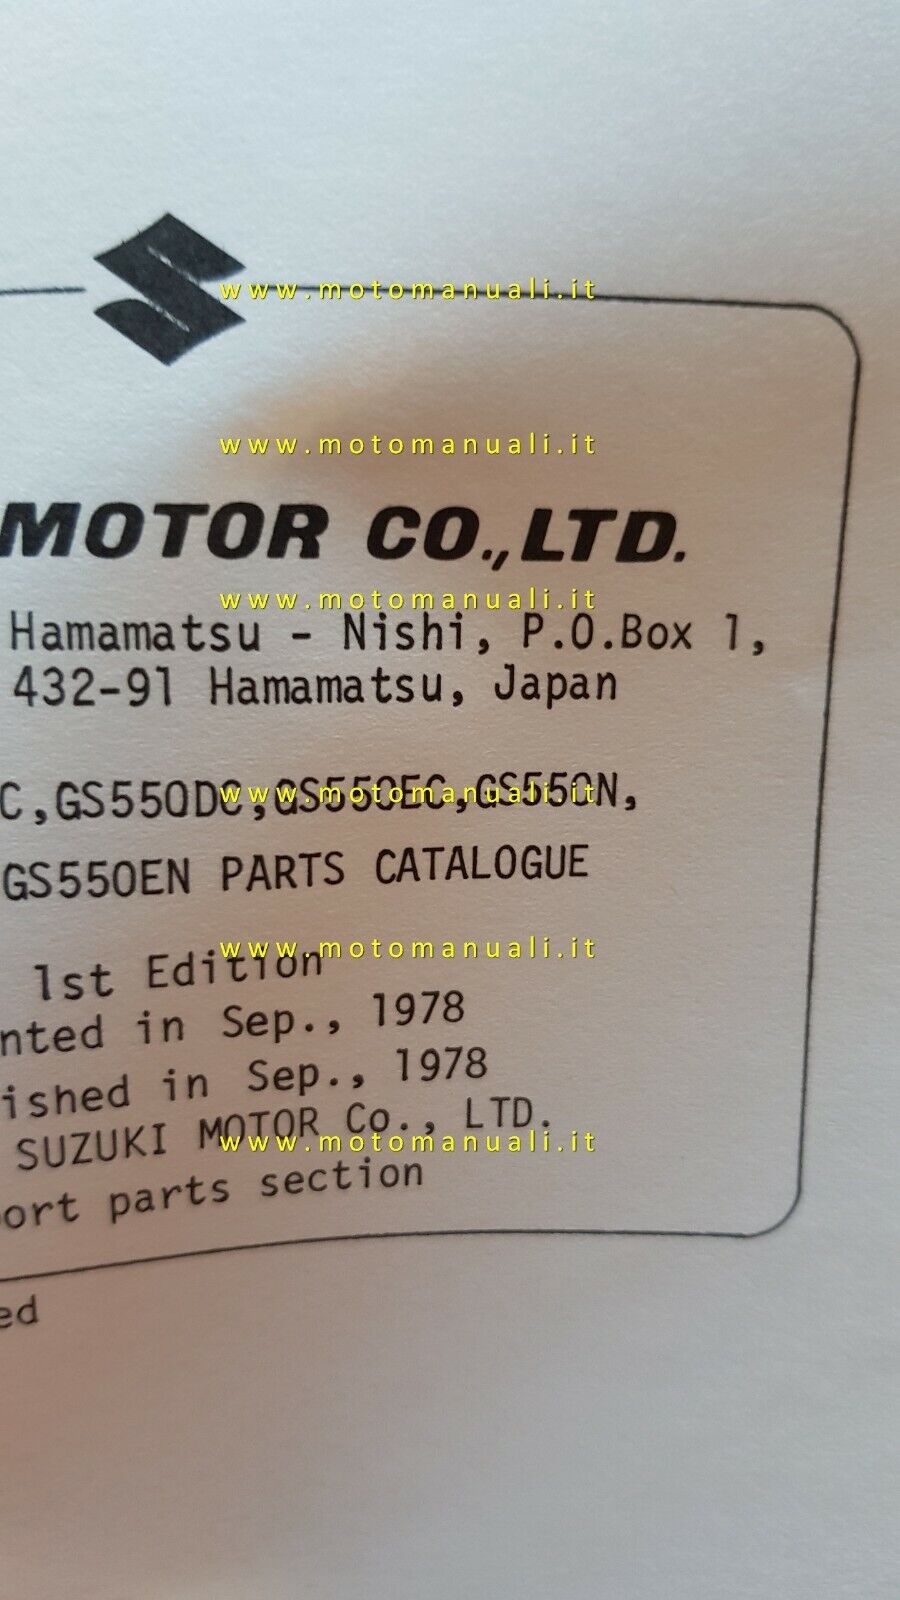 www.motomanuali.it
www.motomanuali.it
MOTOR CO.,LTD.
www.motomanuali.it
Hamamatsu - Nishi, P.O.Box 1,
432-91 Hamamatsu, Japan
C,GS550DC,GS550EC,GS550N,
www.motomanuali.it
GS550EN PARTS CATALOGUE
www.motomanuali.it
1st Edition
nted in Sep., 1978
ished in Sep., 1978
SUZUKI MOTOR Co., LTD.
www.motomanuali.it
ort parts section
ed